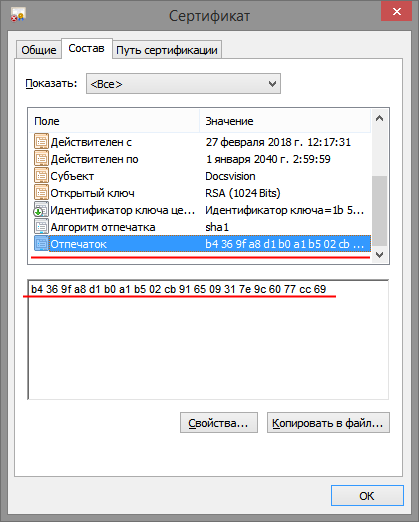 Сертификат
Общие Состав Путь сертификации
Показать: <Все>
Поле Значение
Действителен с 27 февраля 2018 г. 12:17:31
Действителен по 1 января 2040 г. 2:59:59
Субъект Docsvision
Открытый ключ RSA (1024 Bits)
Идентификатор ключа це... Идентификатор ключа=1b 5...
Алгоритм отпечатка sha1
Отпечаток b4 36 9f a8 d1 b0 a1 b5 02 cb ...
b4 36 9f a8 d1 b0 a1 b5 02 cb 91 65 09 31 7e 9c 60 77 cc 69
Свойства... Копировать в файл...
OK